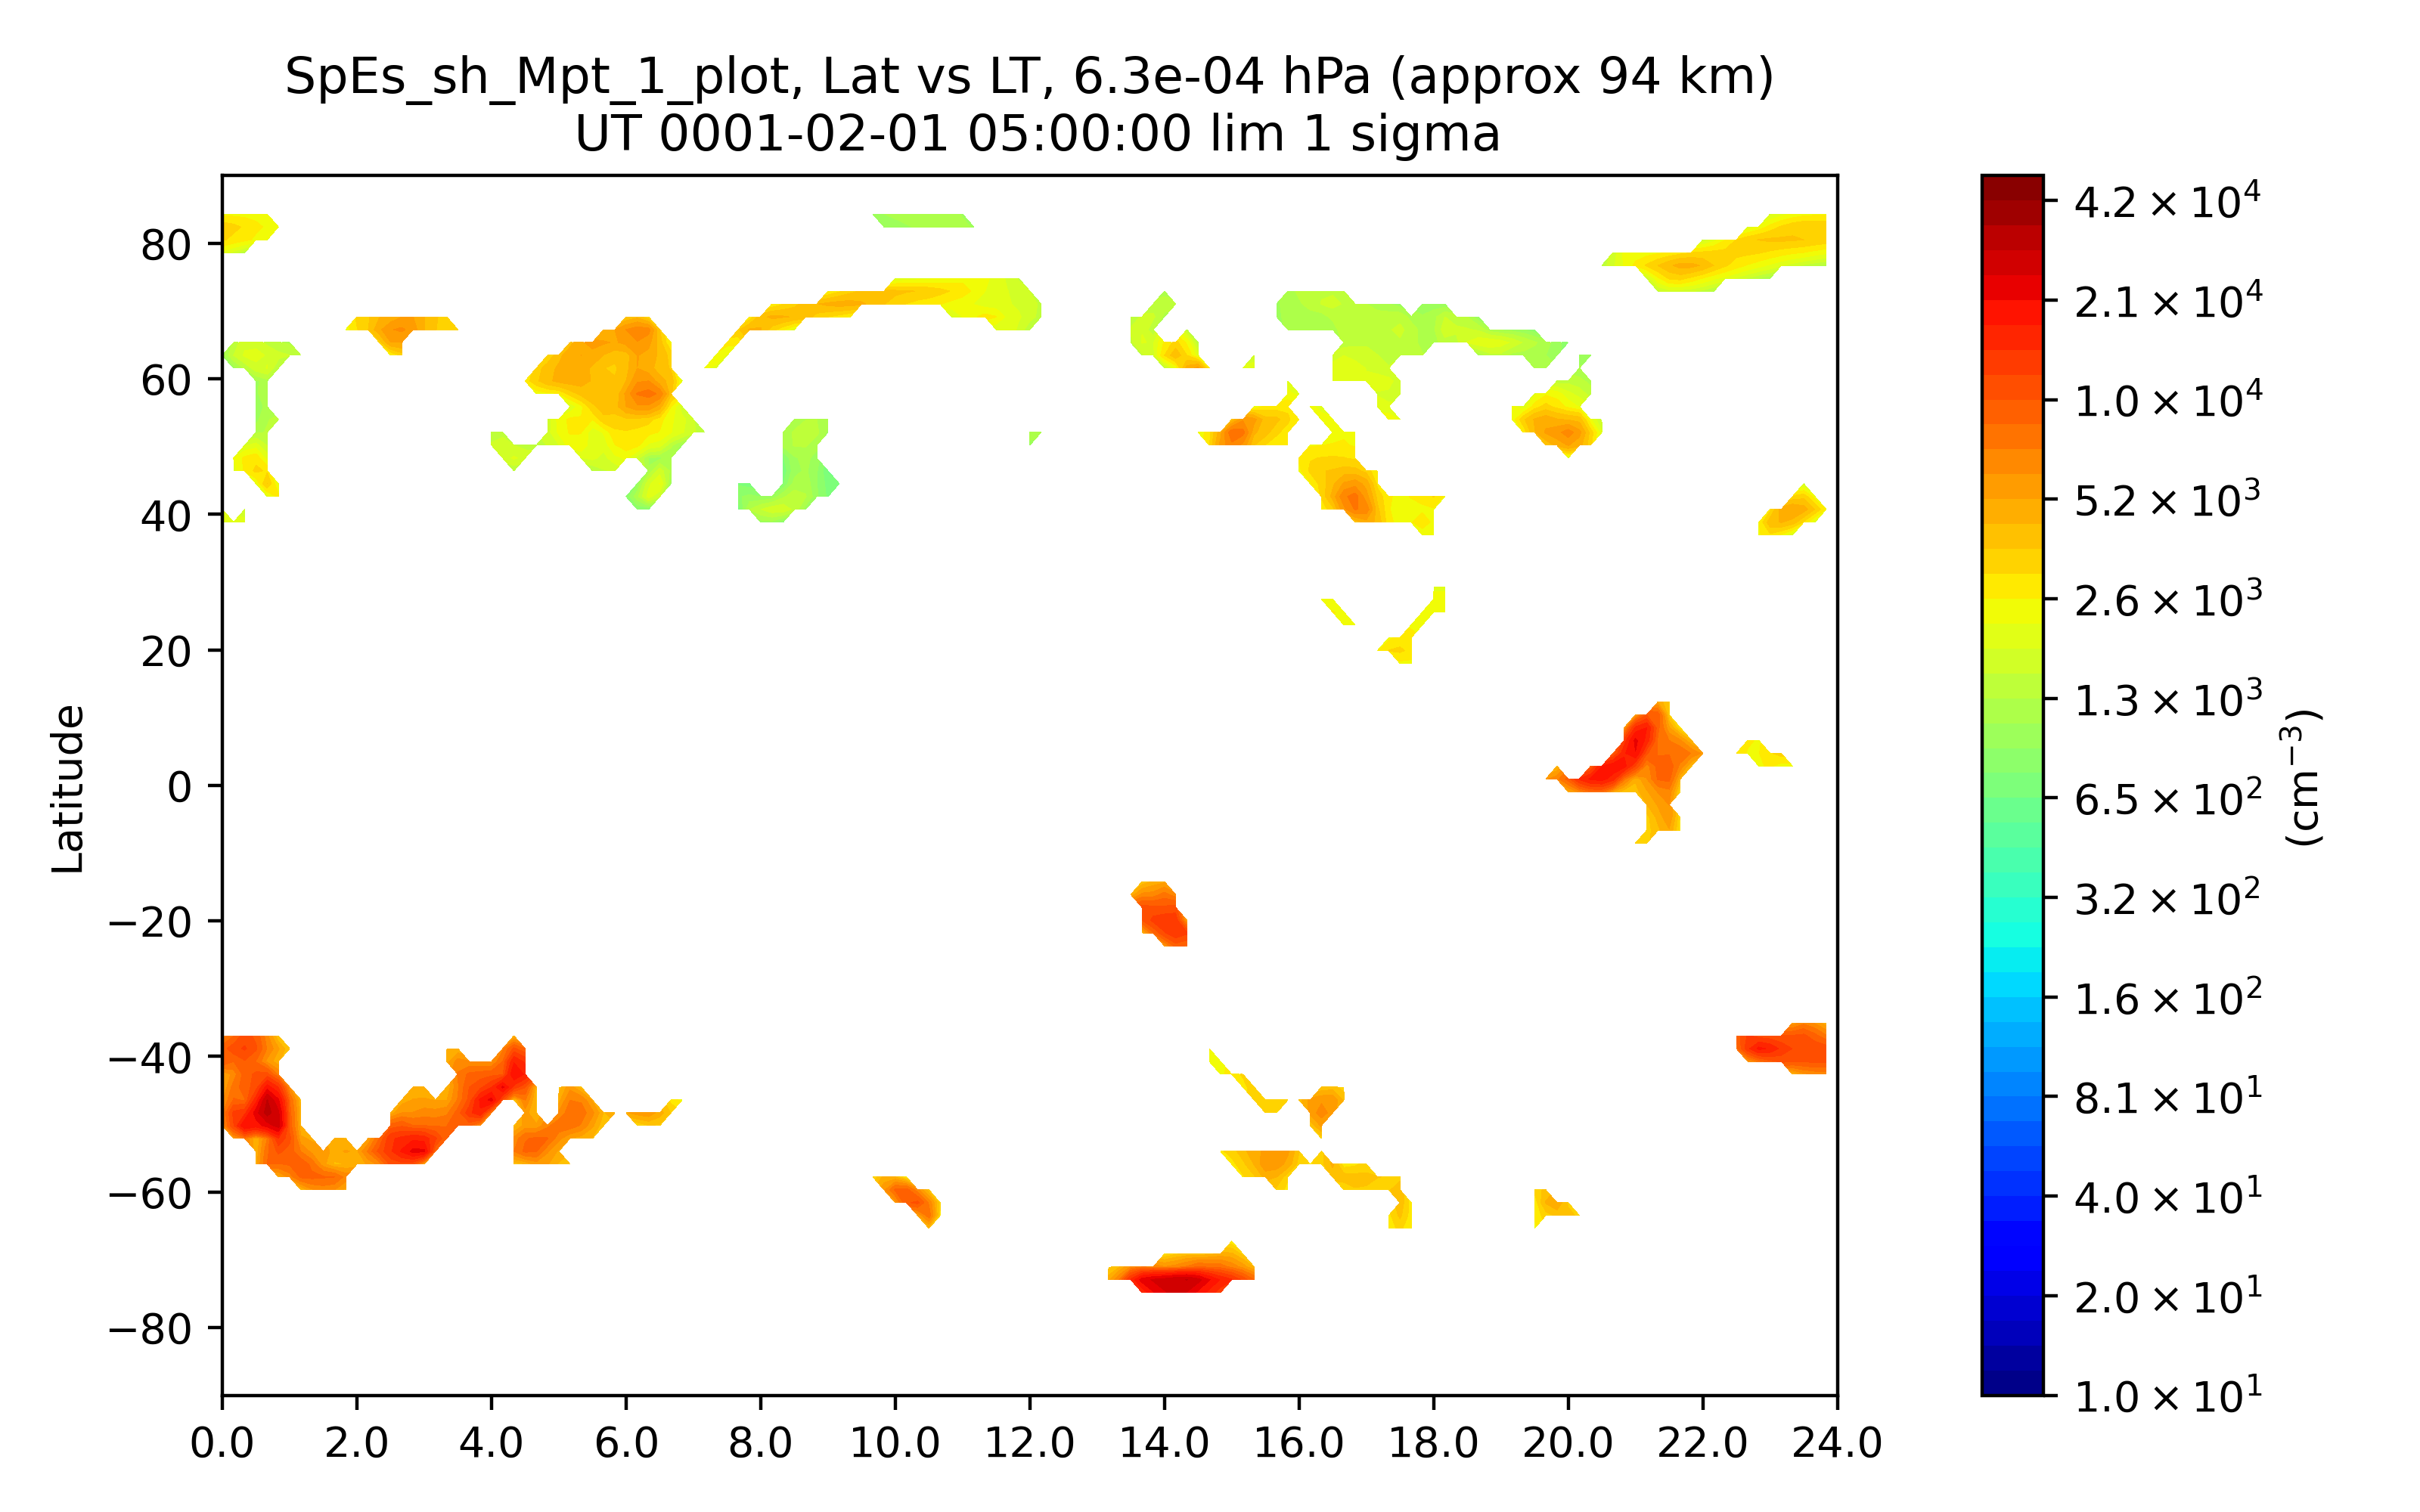 SpEs_sh_Mpt_1_plot, Lat vs LT, 6.3e-04 hPa (approx 94 km)
UT 0001-02-01 05:00:00 lim 1 sigma
Latitude
80
60
40
20
0
−20
−40
−60
−80
0.0 2.0 4.0 6.0 8.0 10.0 12.0 14.0 16.0 18.0 20.0 22.0 24.0
4.2 × 10⁴
2.1 × 10⁴
1.0 × 10⁴
5.2 × 10³
2.6 × 10³
1.3 × 10³
6.5 × 10²
3.2 × 10²
1.6 × 10²
8.1 × 10¹
4.0 × 10¹
2.0 × 10¹
1.0 × 10¹
(cm⁻³)